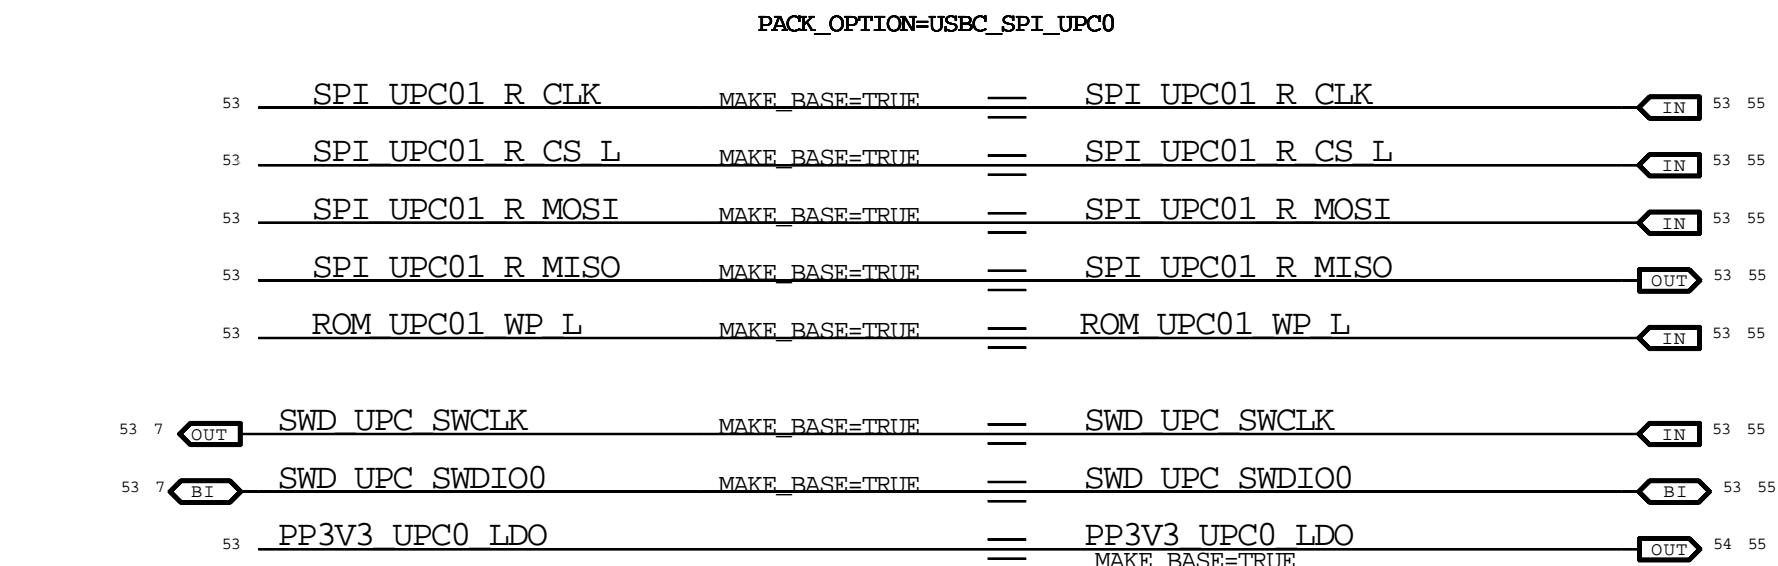 PACK_OPTION=USBC_SPI_UPC0
53 SPI_UPC01_R_CLK MAKE_BASE=TRUE SPI_UPC01_R_CLK IN 53 55
53 SPI_UPC01_R_CS_L MAKE_BASE=TRUE SPI_UPC01_R_CS_L IN 53 55
53 SPI_UPC01_R_MOSI MAKE_BASE=TRUE SPI_UPC01_R_MOSI IN 53 55
53 SPI_UPC01_R_MISO MAKE_BASE=TRUE SPI_UPC01_R_MISO OUT 53 55
53 ROM_UPC01_WP_L MAKE_BASE=TRUE ROM_UPC01_WP_L IN 53 55
53 7 OUT SWD_UPC_SWCLK MAKE_BASE=TRUE SWD_UPC_SWCLK IN 53 55
53 7 BI SWD_UPC_SWDIO0 MAKE_BASE=TRUE SWD_UPC_SWDIO0 BI 53 55
53 PP3V3_UPC0_LDO PP3V3_UPC0_LDO OUT 54 55
MAKE_BASE=TRUE